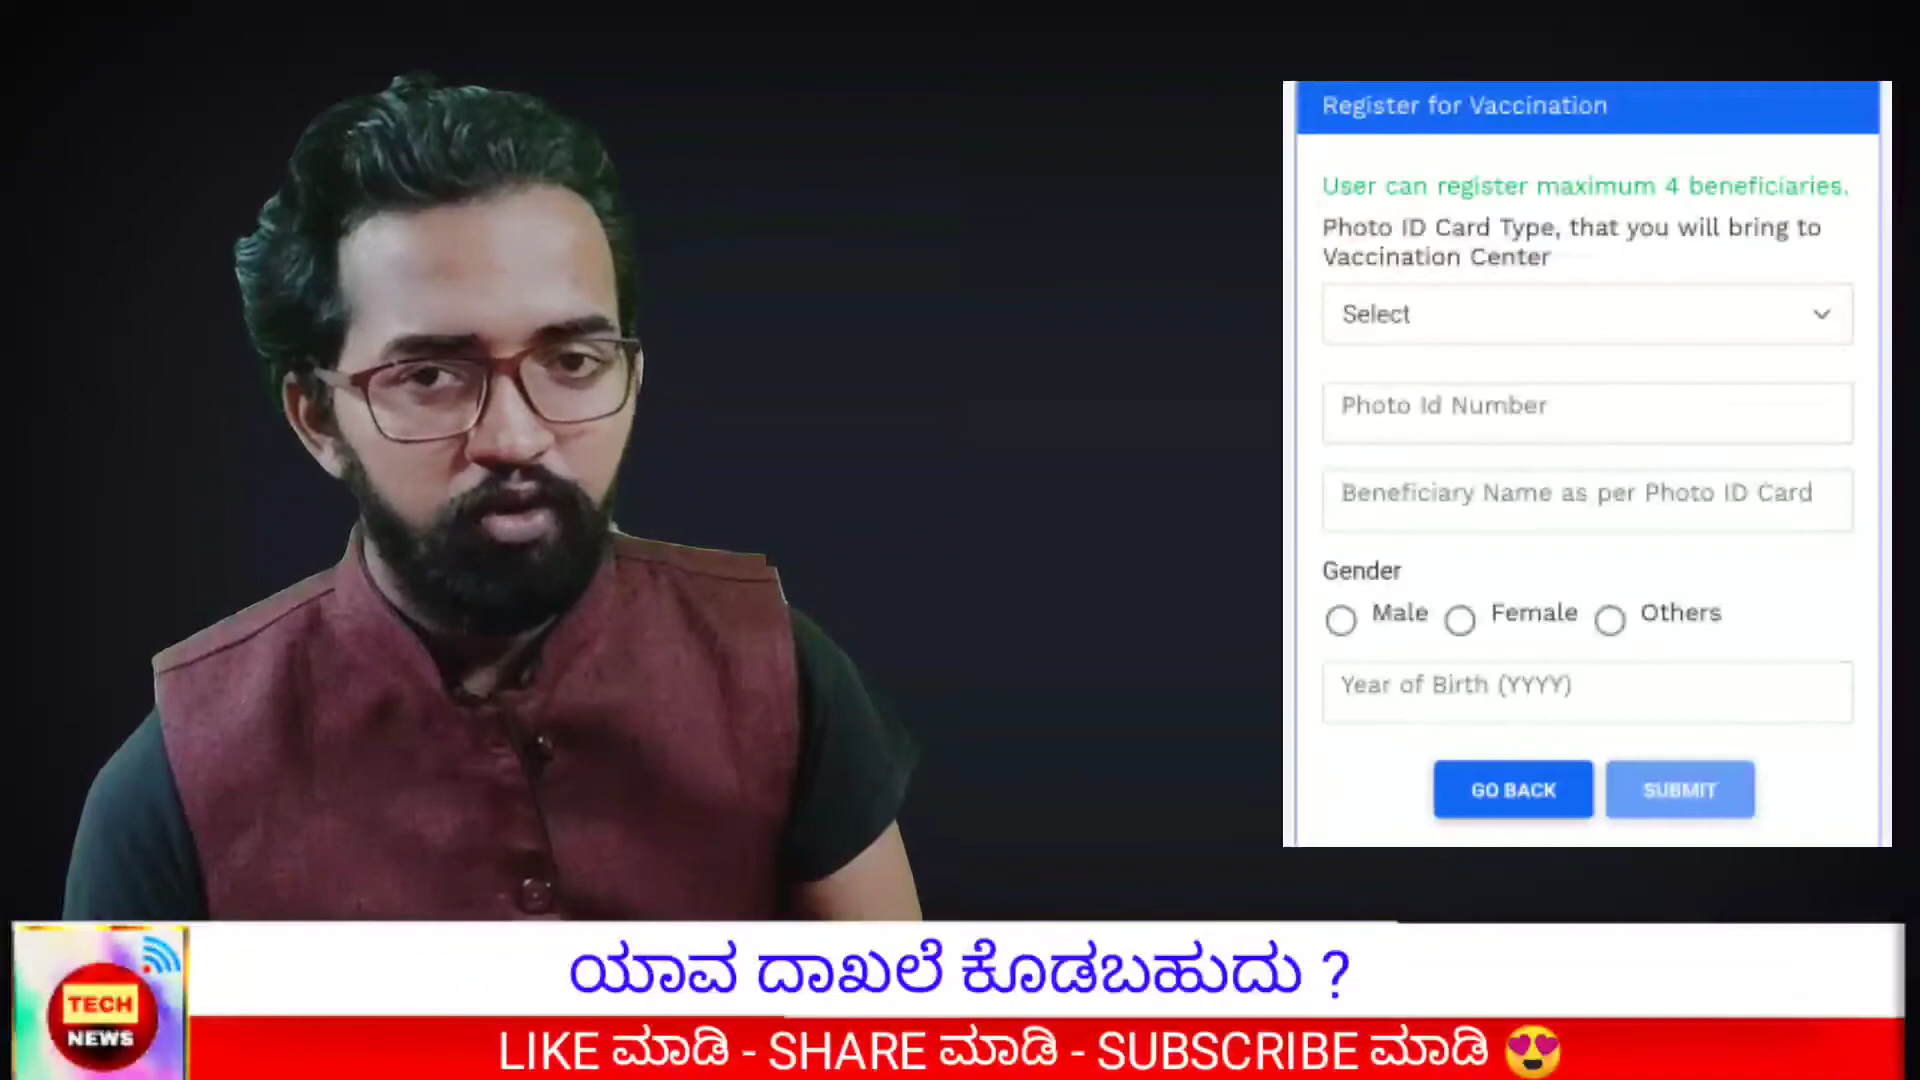 Register for Vaccination
User can register maximum 4 beneficiaries.
Photo ID Card Type, that you will bring to
Vaccination Center
Select
Photo Id Number
Beneficiary Name as per Photo ID Card
Gender
Male Female Others
Year of Birth (YYYY)
GO BACK SUBMIT
ಯಾವ ದಾಖಲೆ ಕೊಡಬಹುದು ?
TECH
NEWS
LIKE ಮಾಡಿ - SHARE ಮಾಡಿ - SUBSCRIBE ಮಾಡಿ 😍